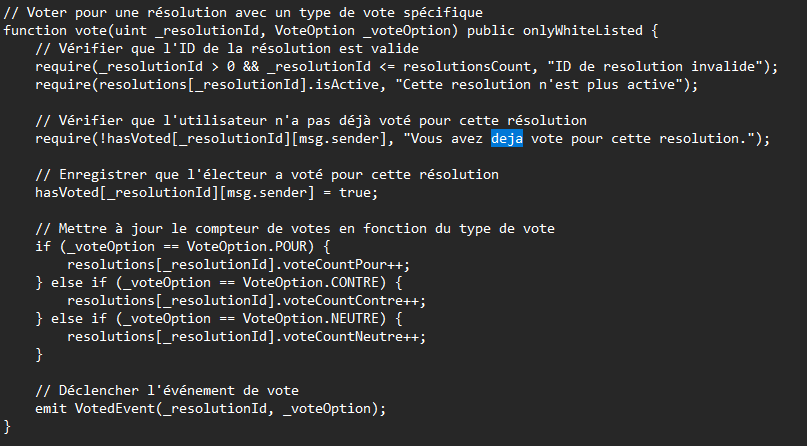 // Voter pour une résolution avec un type de vote spécifique
function vote(uint _resolutionId, VoteOption _voteOption) public onlyWhiteListed {
// Vérifier que l'ID de la résolution est valide
require(_resolutionId > 0 && _resolutionId <= resolutionsCount, "ID de resolution invalide");
require(resolutions[_resolutionId].isActive, "Cette resolution n'est plus active");
// Vérifier que l'utilisateur n'a pas déjà voté pour cette résolution
require(!hasVoted[_resolutionId][msg.sender], "Vous avez deja vote pour cette resolution.");
// Enregistrer que l'électeur a voté pour cette résolution
hasVoted[_resolutionId][msg.sender] = true;
// Mettre à jour le compteur de votes en fonction du type de vote
if (_voteOption == VoteOption.POUR) {
resolutions[_resolutionId].voteCountPour++;
} else if (_voteOption == VoteOption.CONTRE) {
resolutions[_resolutionId].voteCountContre++;
} else if (_voteOption == VoteOption.NEUTRE) {
resolutions[_resolutionId].voteCountNeutre++;
}
// Déclencher l'événement de vote
emit VotedEvent(_resolutionId, _voteOption);
}